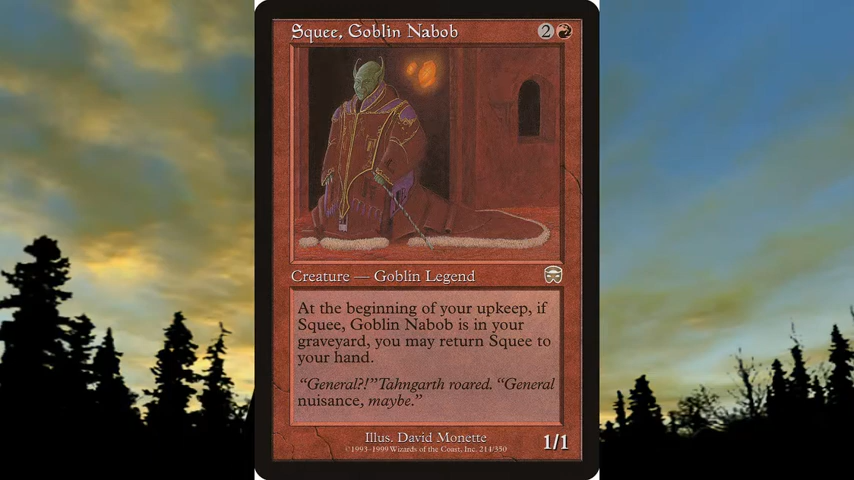 Squee, Goblin Nabob 2
Creature — Goblin Legend
At the beginning of your upkeep, if
Squee, Goblin Nabob is in your
graveyard, you may return Squee to
your hand.
“General?!” Tahngarth roared. “General
nuisance, maybe.”
Illus. David Monette
©1993-1999 Wizards of the Coast, Inc. 214/350
1/1